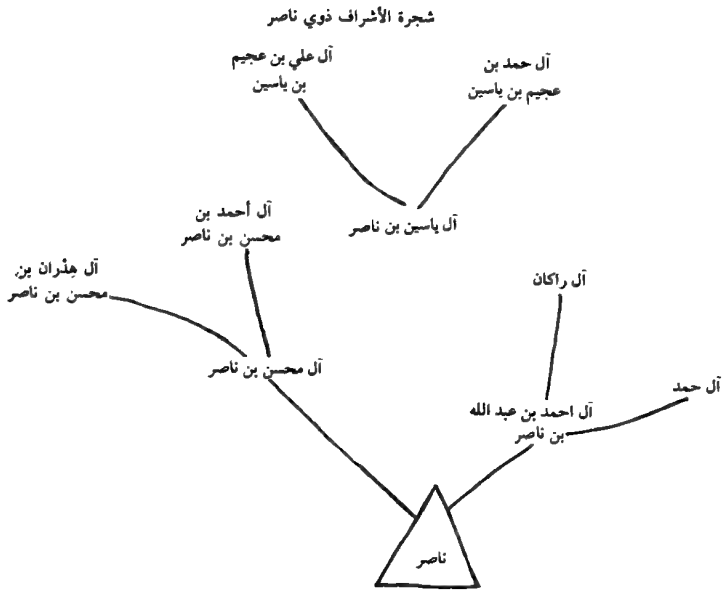 شجرة الأشراف ذوي ناصر
آل حمد بن
عجيم بن ياسين
آل علي بن عجيم
بن ياسين
آل ياسين بن ناصر
آل أحمد بن
محسن بن ناصر
آل هِذْران بن
محسن بن ناصر
آل راكان
آل محسن بن ناصر
آل حمد
آل احمد بن عبد الله
بن ناصر
ناصر